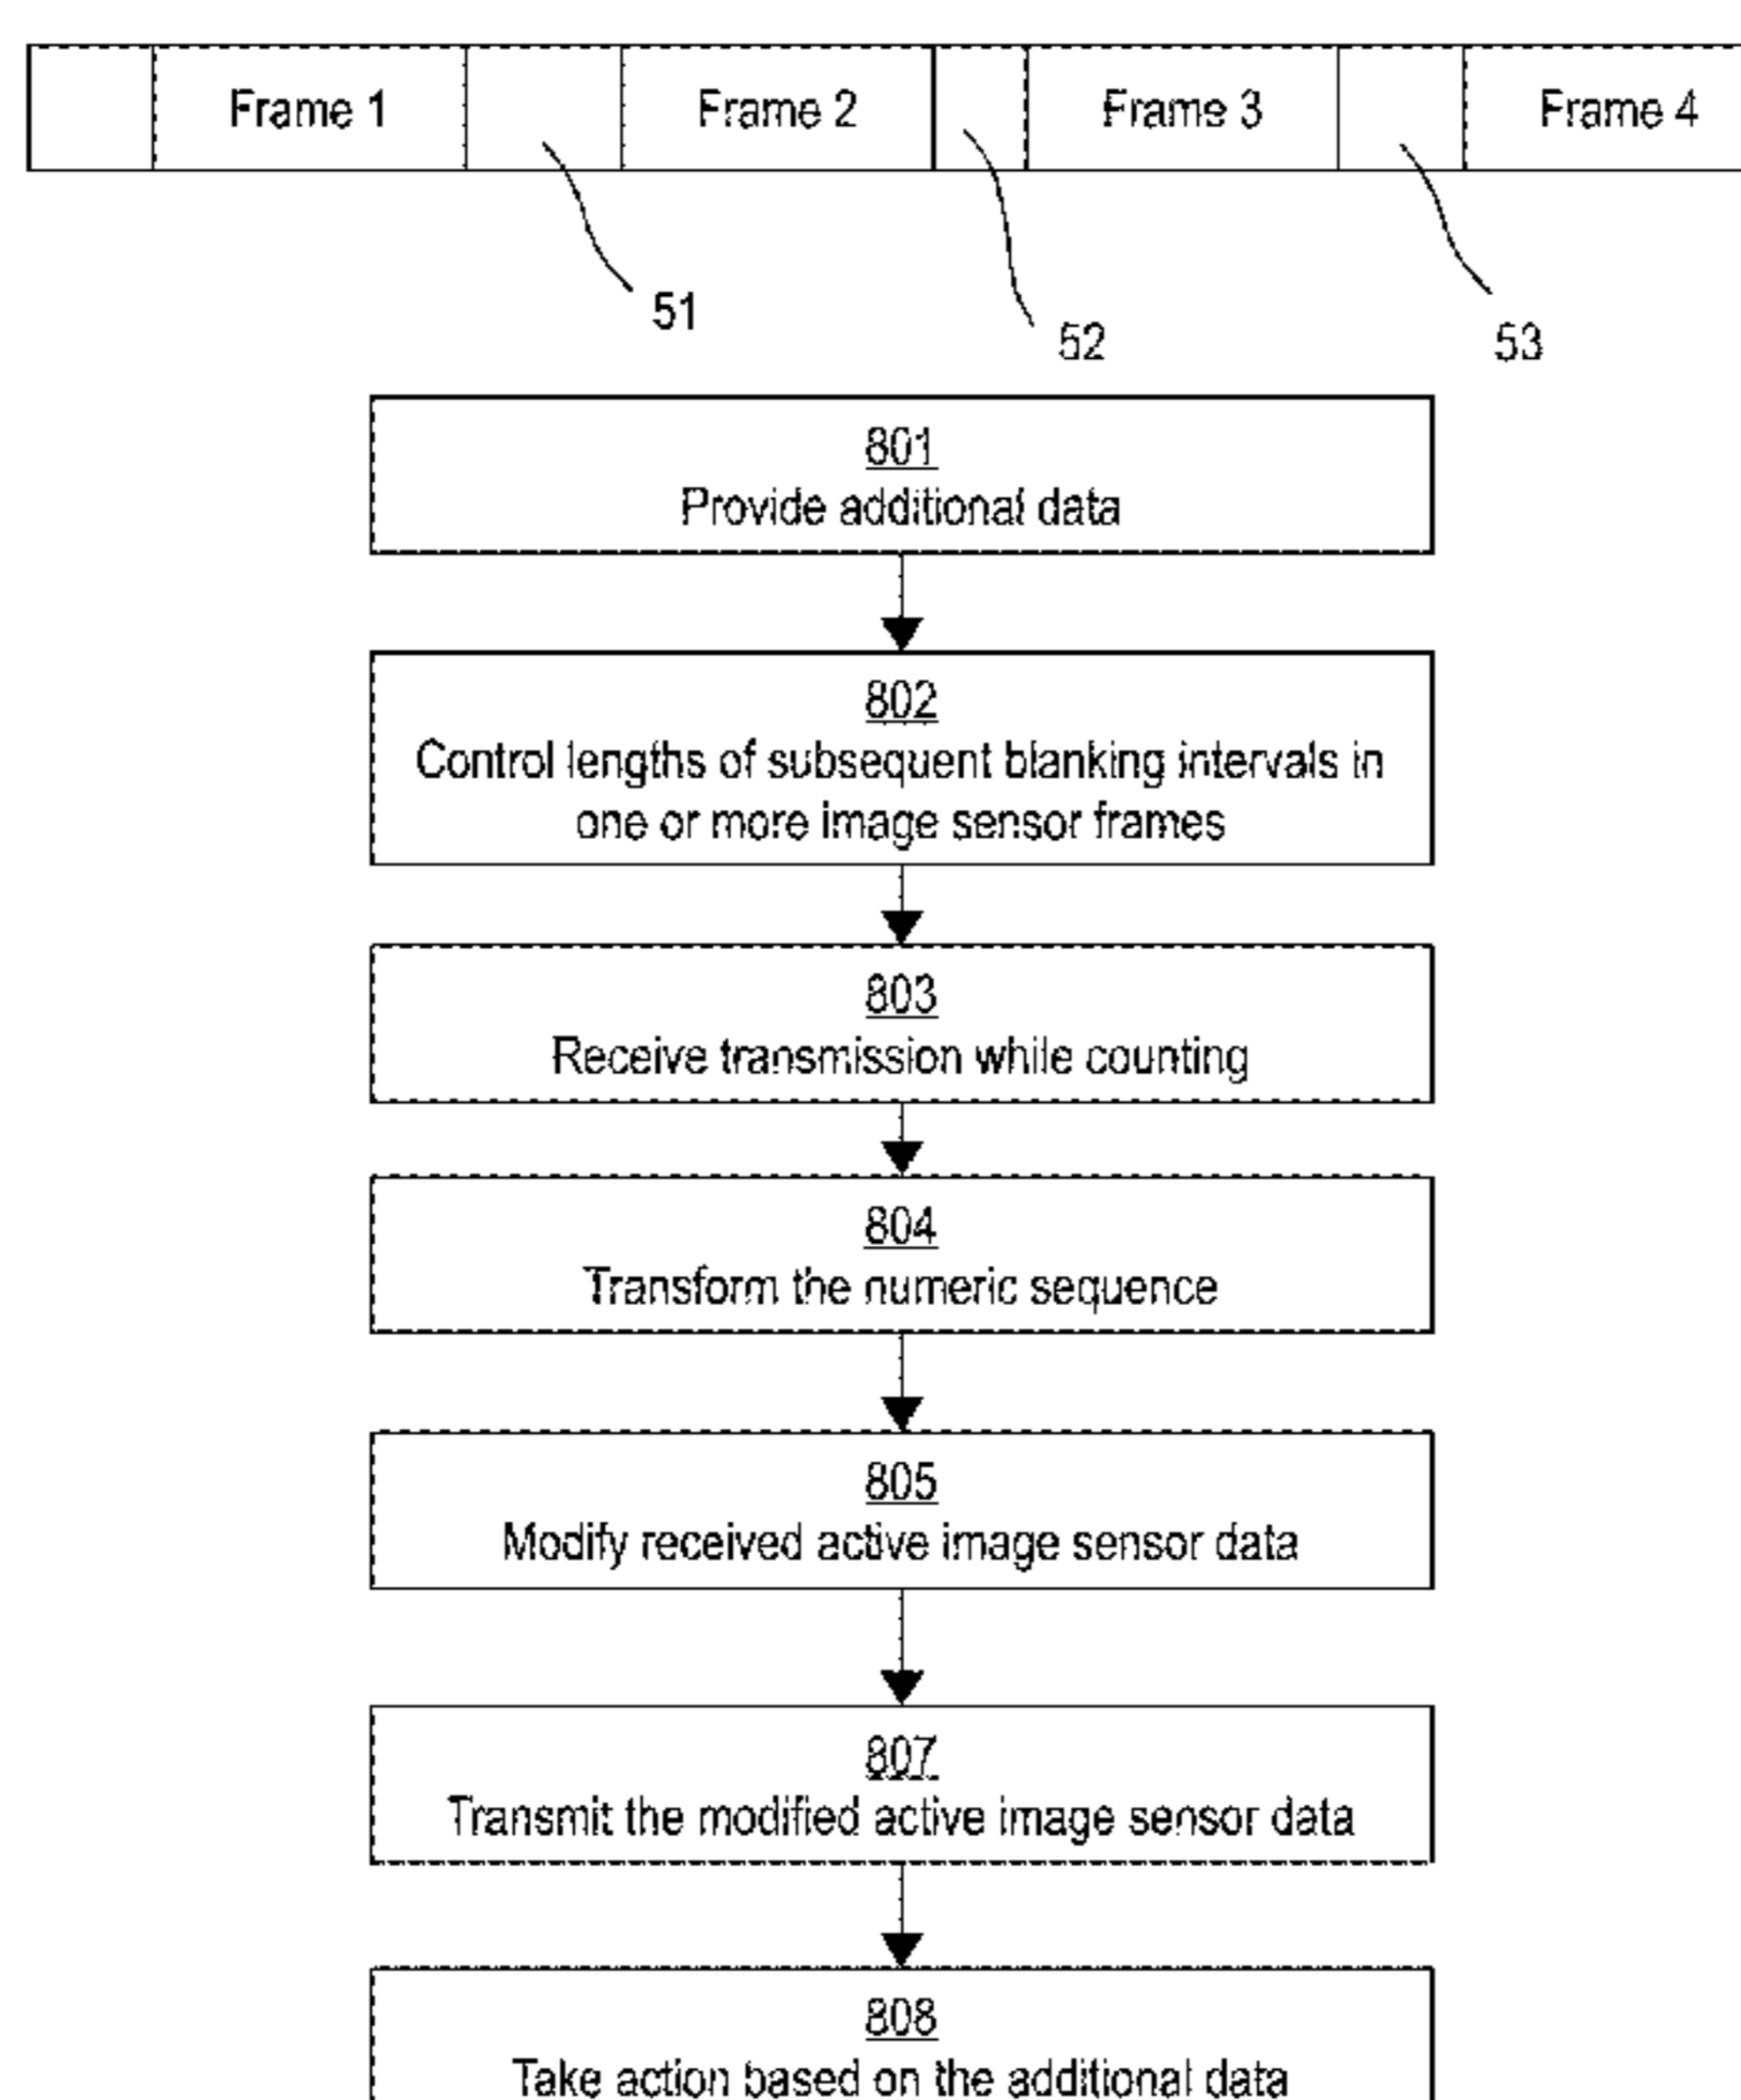 Frame 1 Frame 2 Frame 3 Frame 4
51
52
53
801
Provide additional data
802
Control lengths of subsequent blanking intervals in
one or more image sensor frames
803
Receive transmission while counting
804
Transform the numeric sequence
805
Modify received active image sensor data
807
Transmit the modified active image sensor data
808
Take action based on the additional data